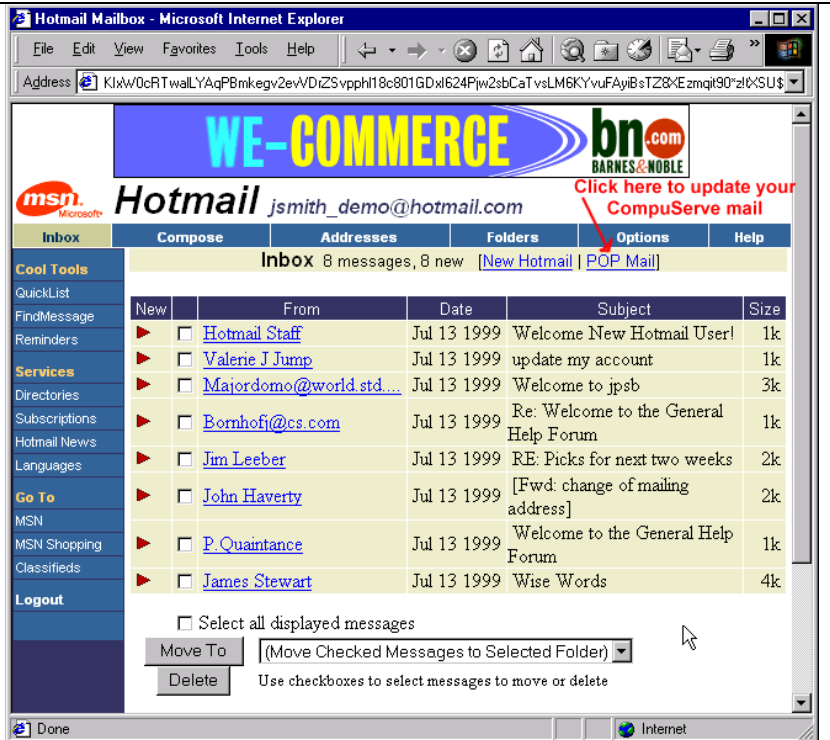 Hotmail Mailbox - Microsoft Internet Explorer
File Edit View Favorites Tools Help »
Address KIxW0cRTwalLYAqPBmkegv2evVDrZSvpphl18c801GDxl624Pjw2sbCaTvsLM6KYvuFAyiBsTZ8XEzmqit90*z!tXSU$
WE-COMMERCE bn.com
BARNES&NOBLE
msn. Hotmail jsmith_demo@hotmail.com
Microsoft
Click here to update your
CompuServe mail
Inbox Compose Addresses Folders Options Help
Inbox 8 messages, 8 new [New Hotmail | POP Mail]
Cool Tools
QuickList
FindMessage
Reminders
Services
Directories
Subscriptions
Hotmail News
Languages
Go To
MSN
MSN Shopping
Classifieds
Logout
New From Date Subject Size
Hotmail Staff Jul 13 1999 Welcome New Hotmail User! 1k
Valerie J Jump Jul 13 1999 update my account 1k
Majordomo@world.std.... Jul 13 1999 Welcome to jpsb 3k
Bornhofj@cs.com Jul 13 1999 Re: Welcome to the General
Help Forum 1k
Jim Leeber Jul 13 1999 RE: Picks for next two weeks 2k
John Haverty Jul 13 1999 [Fwd: change of mailing
address] 2k
P.Quaintance Jul 13 1999 Welcome to the General Help
Forum 1k
James Stewart Jul 13 1999 Wise Words 4k
Select all displayed messages
Move To (Move Checked Messages to Selected Folder)
Delete Use checkboxes to select messages to move or delete
Done Internet